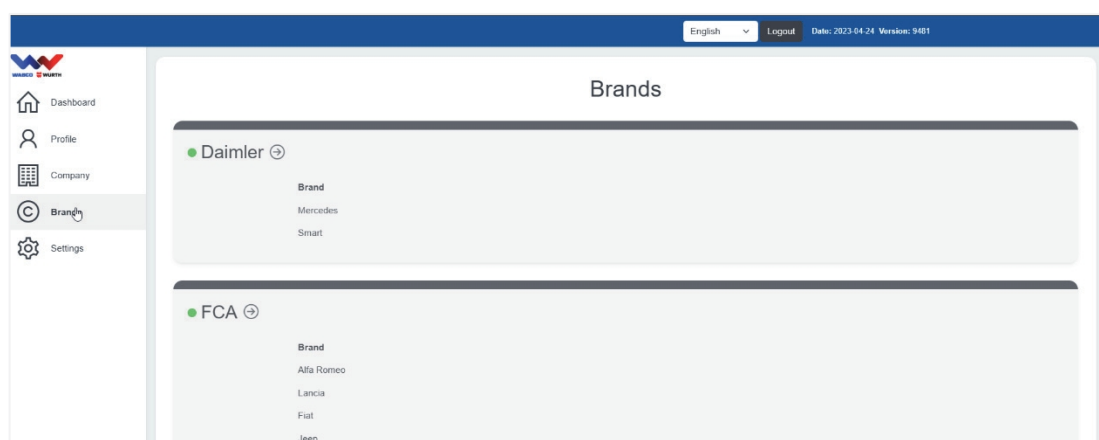 English
Logout
Date: 2023-04-24 Version: 9481
WABCO WURTH
Dashboard
Profile
Company
Settings
Brands
Daimler
Brand
Mercedes
Smart
FCA
Brand
Alfa Romeo
Lancia
Fiat
Jeep